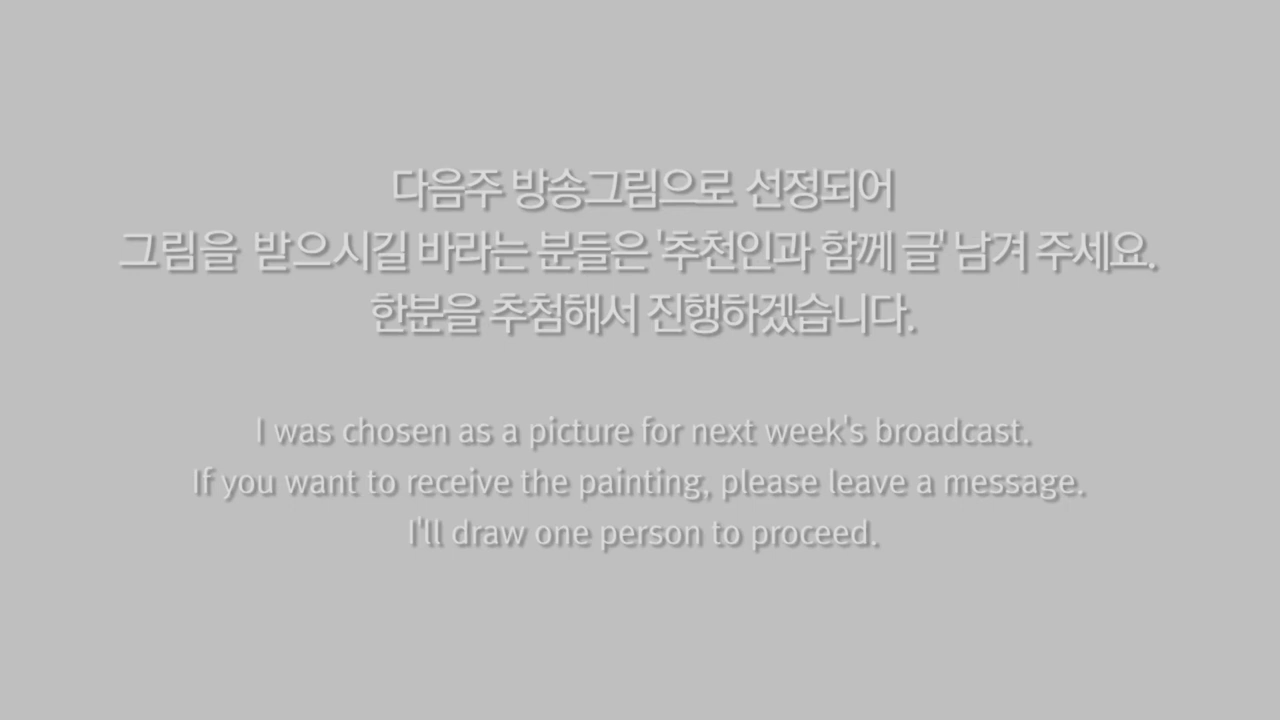 다음주 방송그림으로 선정되어
그림을 받으시길 바라는 분들은 '추천인과 함께 글' 남겨 주세요.
한분을 추첨해서 진행하겠습니다.
I was chosen as a picture for next week's broadcast.
If you want to receive the painting, please leave a message.
I'll draw one person to proceed.